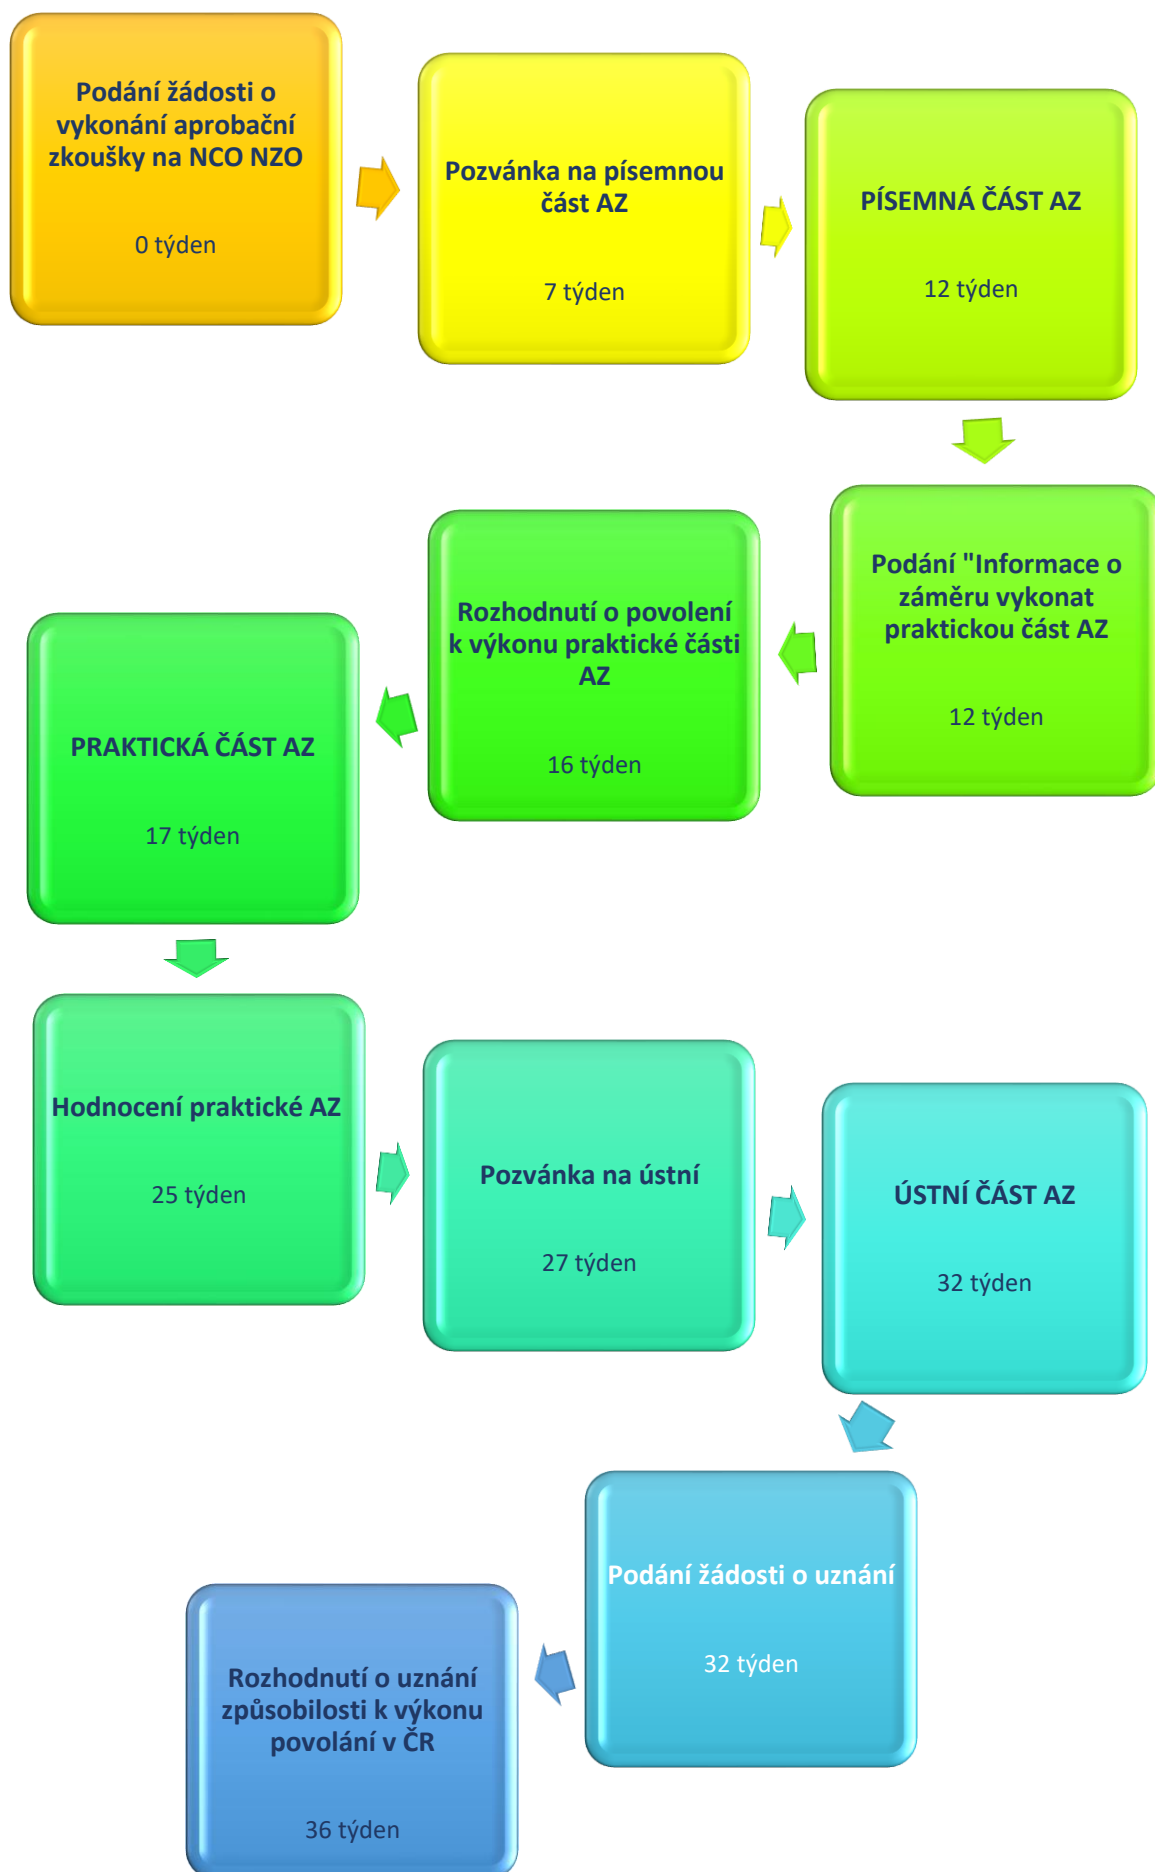 Podání žádosti o
vykonání aprobační
zkoušky na NCO NZO
0 týden
Pozvánka na písemnou
část AZ
7 týden
PÍSEMNÁ ČÁST AZ
12 týden
Podání "Informace o
záměru vykonat
praktickou část AZ
12 týden
Rozhodnutí o povolení
k výkonu praktické části
AZ
16 týden
PRAKTICKÁ ČÁST AZ
17 týden
Hodnocení praktické AZ
25 týden
Pozvánka na ústní
27 týden
ÚSTNÍ ČÁST AZ
32 týden
Podání žádosti o uznání
32 týden
Rozhodnutí o uznání
způsobilosti k výkonu
povolání v ČR
36 týden